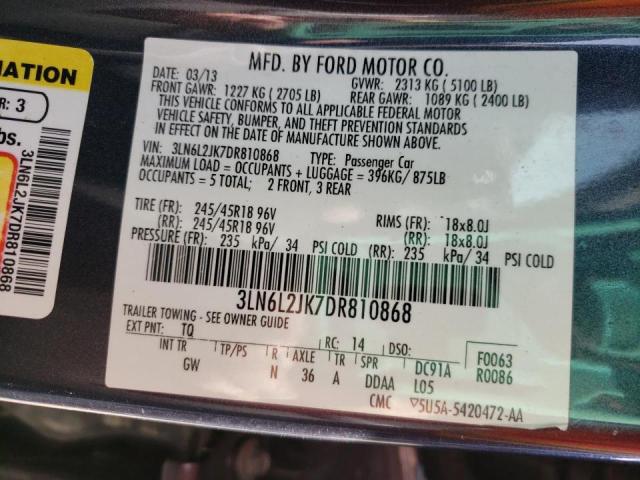 MATION
R: 3
bs.
3LN6L2JK7DR810868
MFD. BY FORD MOTOR CO.
03/13 GVWR: 2313 KG ( 5100 LB)
FRONT GAWR: 1227 KG ( 2705 LB) REAR GAWR: 1089 KG ( 2400 LB)
THIS VEHICLE CONFORMS TO ALL APPLICABLE FEDERAL MOTOR
VEHICLE SAFETY, BUMPER, AND THEFT PREVENTION STANDARDS
IN EFFECT ON THE DATE OF MANUFACTURE SHOWN ABOVE.
VIN: 3LN6L2JK7DR810868 TYPE: Passenger Car
MAXIMUM LOAD = OCCUPANTS + LUGGAGE = 396KG/ 875LB
OCCUPANTS = 5 TOTAL; 2 FRONT, 3 REAR
TIRE (FR): 245/45R18 96V RIMS (FR): 18x8.0J
(RR): 245/45R18 96V (RR): 18x8.0J
PRESSURE (FR): 235 kPa/ 34 PSI COLD (RR): 235 kPa/ 34 PSI COLD
3LN6L2JK7DR810868
TRAILER TOWING - SEE OWNER GUIDE
EXT PNT: TQ RC: 14 DSO: F0063
INT TR TP/PS R AXLE TR SPR DC91A R0086
GW N 36 A DDAA L05
CMC ▽5U5A-5420472-AA